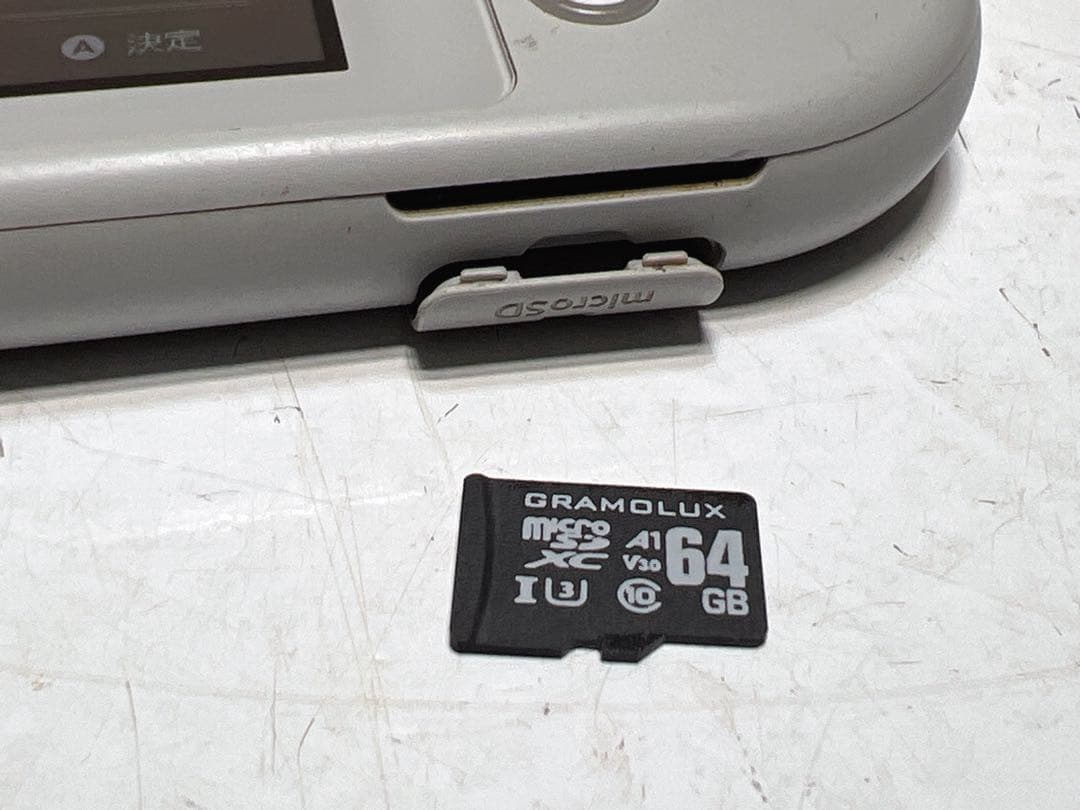 A 決定
microSD
GRAMOLUX
micro
SD
XC
A1
V30
64
GB
I
U3
10